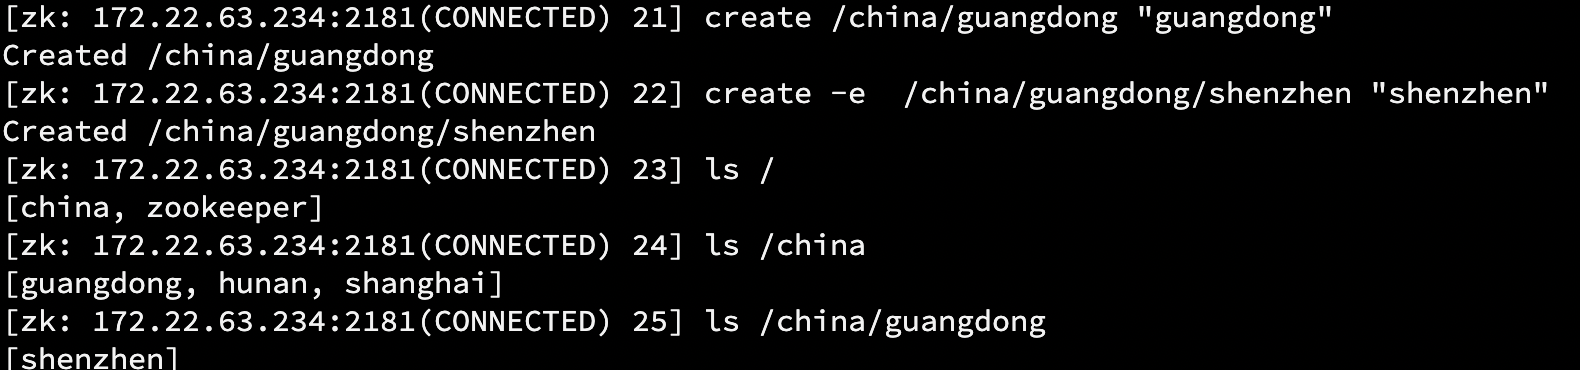 [zk: 172.22.63.234:2181(CONNECTED) 21] create /china/guangdong "guangdong"
Created /china/guangdong
[zk: 172.22.63.234:2181(CONNECTED) 22] create -e  /china/guangdong/shenzhen "shenzhen"
Created /china/guangdong/shenzhen
[zk: 172.22.63.234:2181(CONNECTED) 23] ls /
[china, zookeeper]
[zk: 172.22.63.234:2181(CONNECTED) 24] ls /china
[guangdong, hunan, shanghai]
[zk: 172.22.63.234:2181(CONNECTED) 25] ls /china/guangdong
[shenzhen]